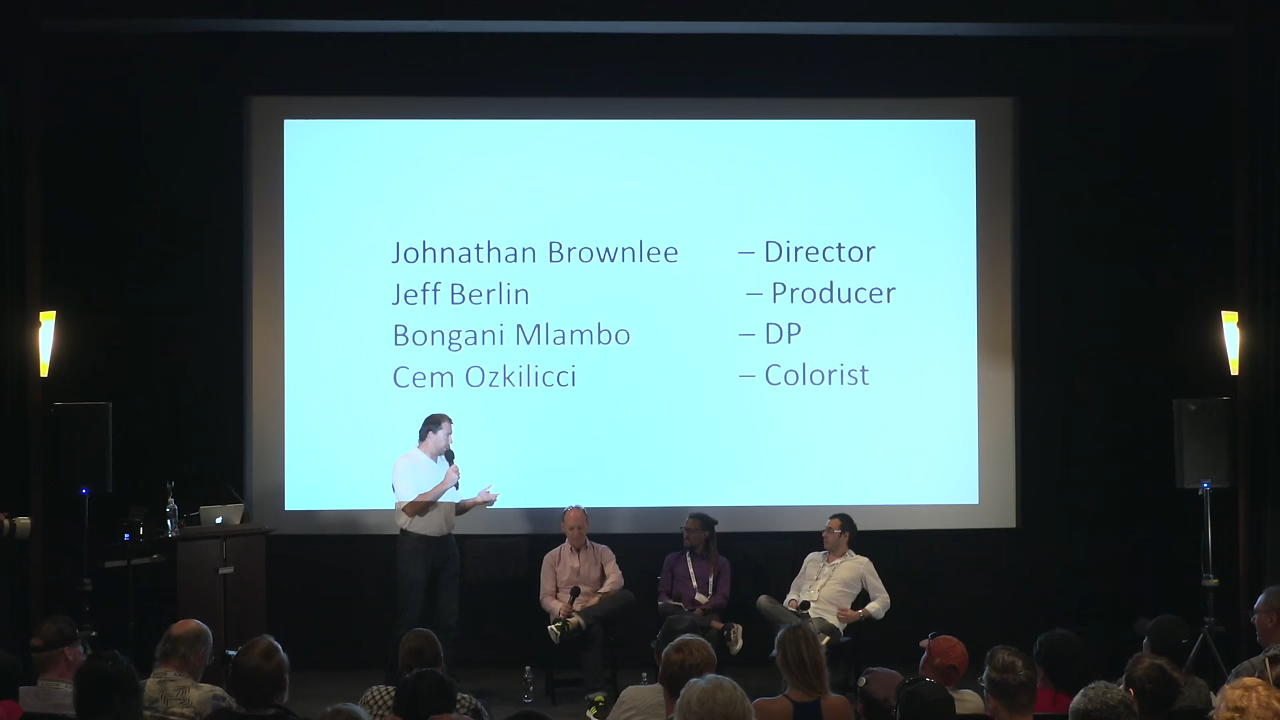 Johnathan Brownlee – Director
Jeff Berlin – Producer
Bongani Mlambo – DP
Cem Ozkilicci – Colorist